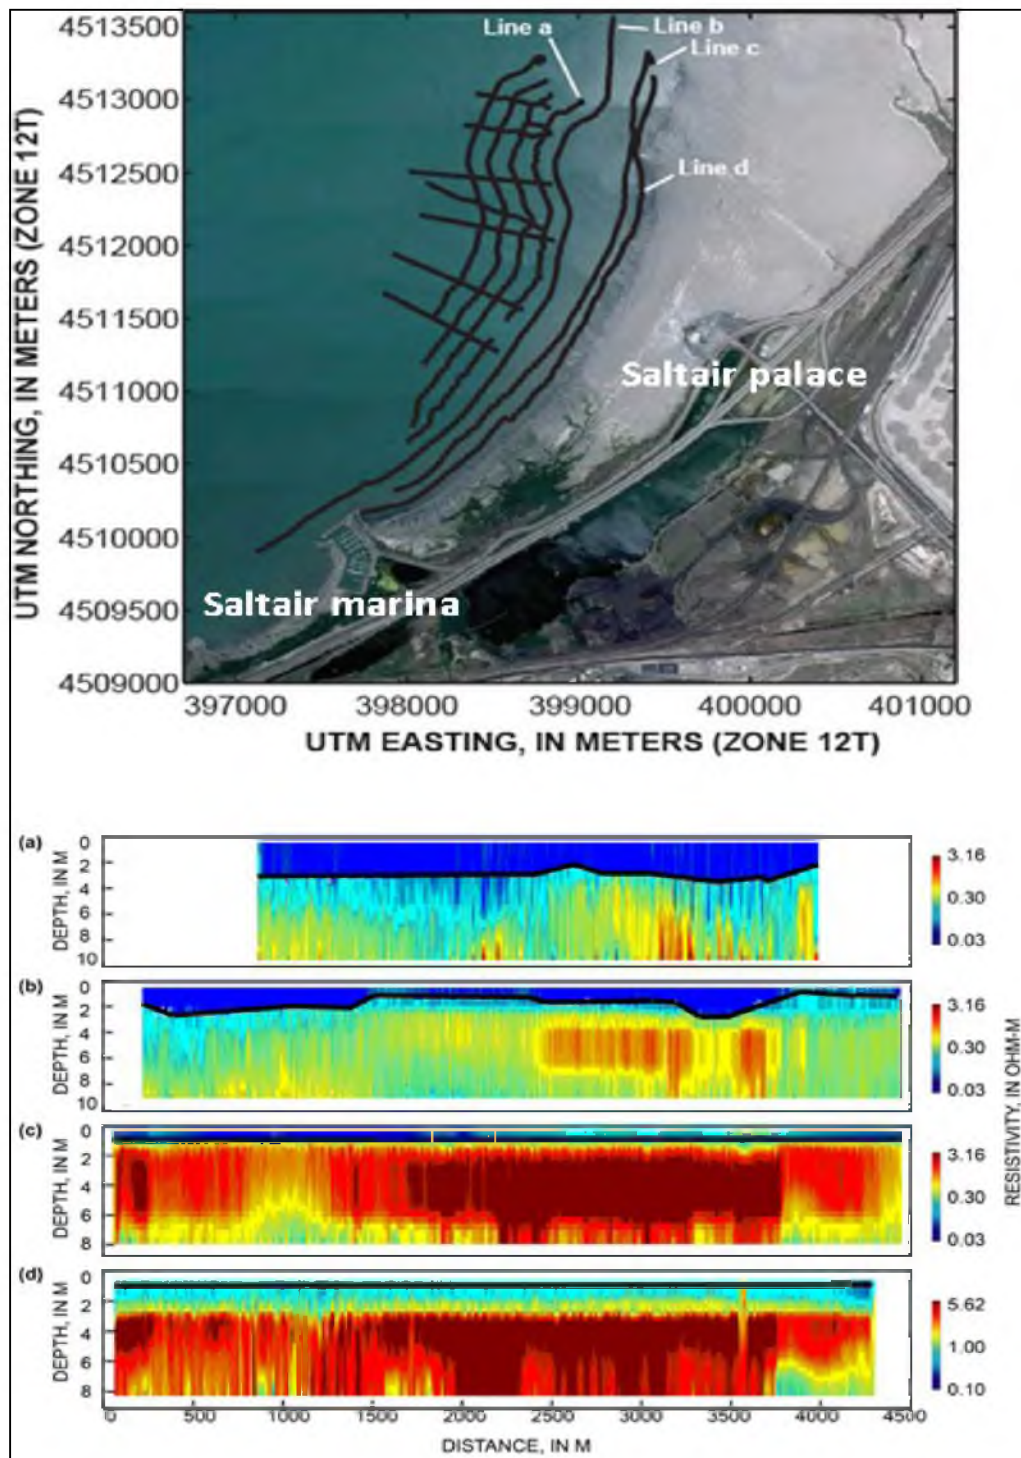 UTM NORTHING, IN METERS (ZONE 12T)
4513500
4513000
4512500
4512000
4511500
4511000
4510500
4510000
4509500
4509000
Line a
Line b
Line c
Line d
Saltair palace
Saltair marina
397000 398000 399000 400000 401000
UTM EASTING, IN METERS (ZONE 12T)
(a)
DEPTH, IN M
0
2
4
6
8
10
3.16
0.30
0.03
(b)
DEPTH, IN M
0
2
4
6
8
10
3.16
0.30
0.03
(c)
DEPTH, IN M
0
2
4
6
8
3.16
0.30
0.03
(d)
DEPTH, IN M
0
2
4
6
8
5.62
1.00
0.10
RESISTIVITY, IN OHM-M
0 500 1000 1500 2000 2500 3000 3500 4000 4500
DISTANCE, IN M